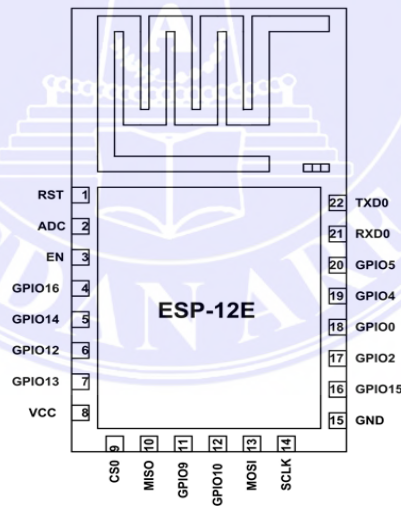 A
RST 1
ADC 2
EN 3
GPIO16 4
GPIO14 5
GPIO12 6
GPIO13 7
VCC 8
ESP-12E
22 TXD0
21 RXD0
20 GPIO5
19 GPIO4
18 GPIO0
17 GPIO2
16 GPIO15
15 GND
9 10 11 12 13 14
CS0 MISO GPIO9 GPIO10 MOSI SCLK